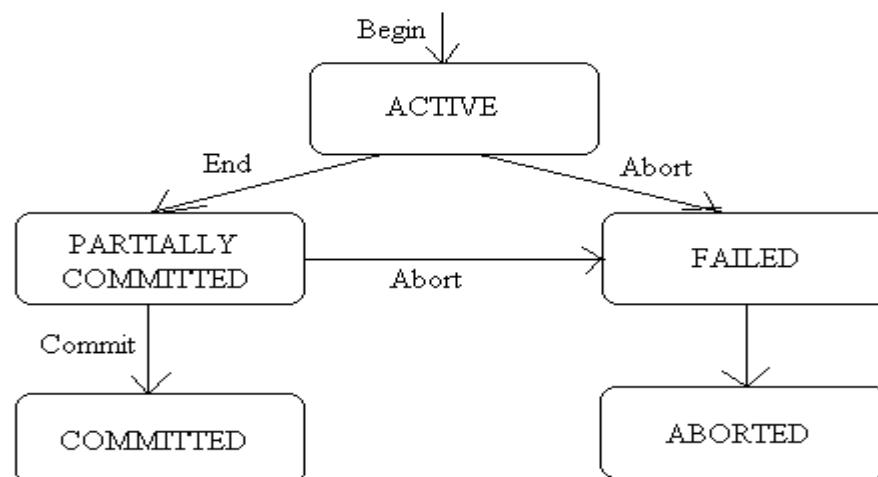 Begin
ACTIVE
End
Abort
PARTIALLY
COMMITTED
Abort
FAILED
Commit
COMMITTED
ABORTED